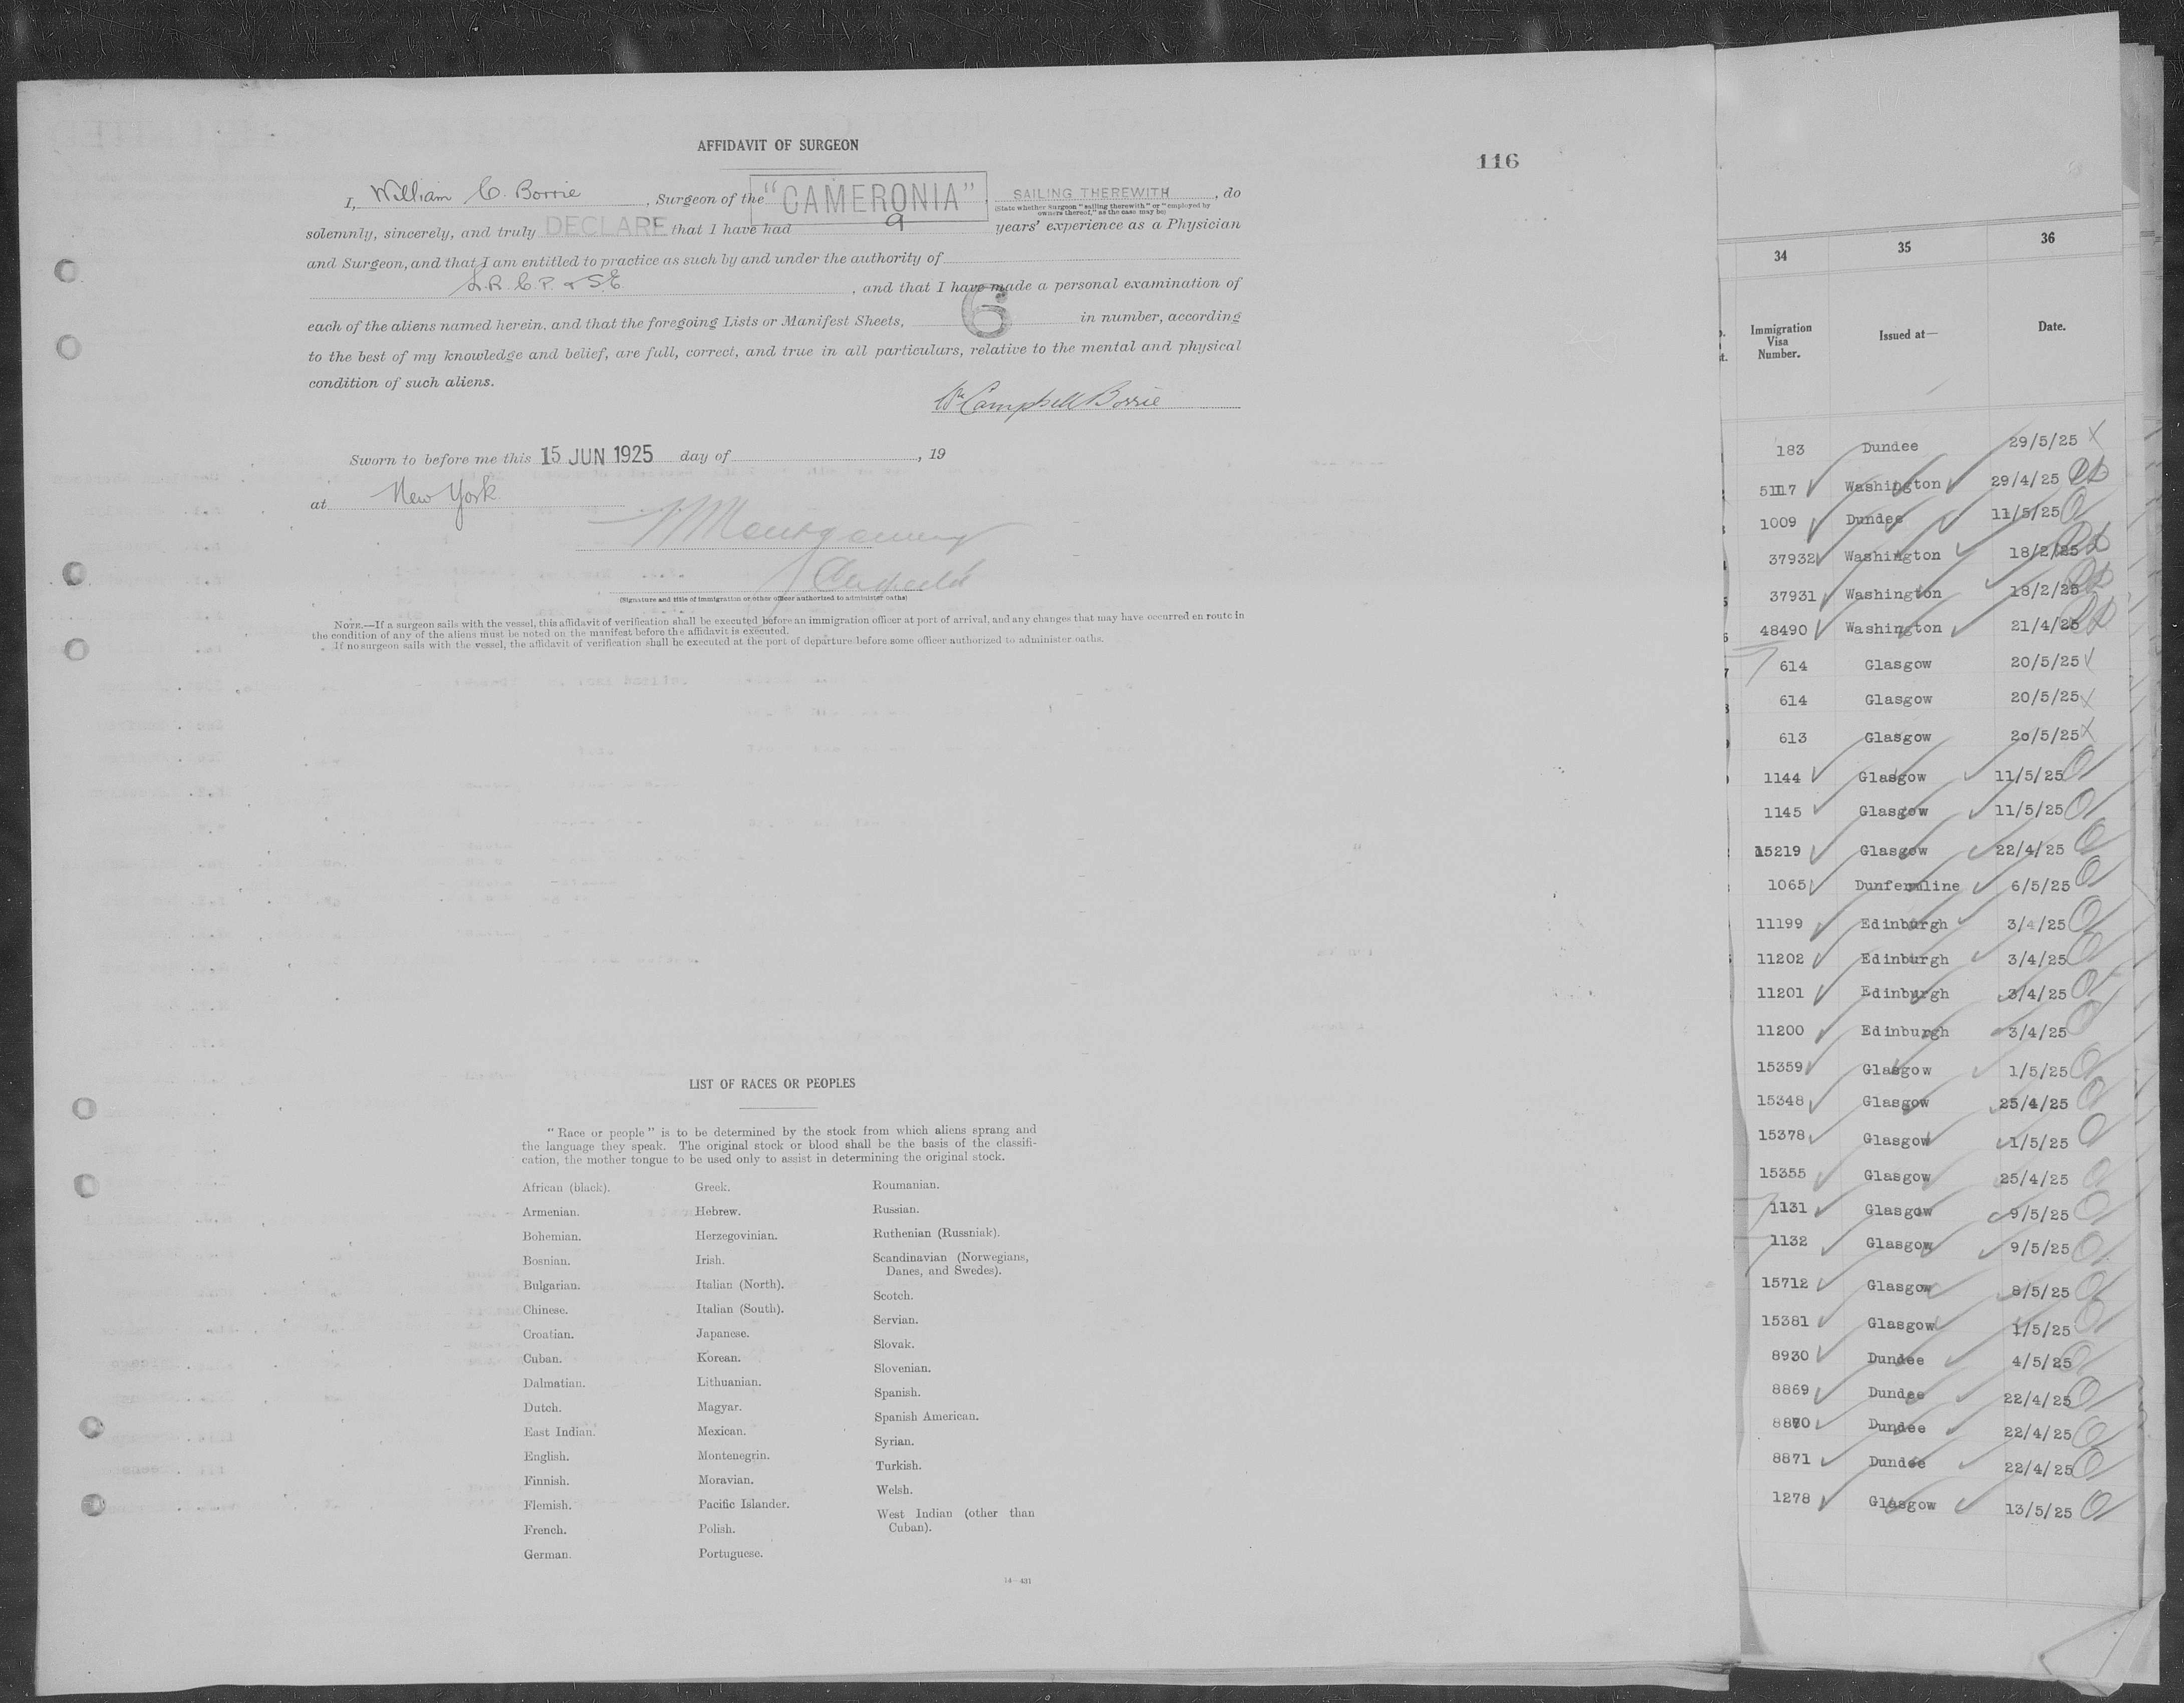 AFFIDAVIT OF SURGEON
116
I, William C. Borrie, Surgeon of the "CAMERONIA", SAILING THEREWITH, do
(State whether Surgeon "sailing therewith" or "employed by
owners thereof," as the case may be)
solemnly, sincerely, and truly DECLARE that I have had 9 years' experience as a Physician
and Surgeon, and that I am entitled to practice as such by and under the authority of
L.R.C.P. & S.E., and that I have made a personal examination of
each of the aliens named herein, and that the foregoing Lists or Manifest Sheets, 6 in number, according
to the best of my knowledge and belief, are full, correct, and true in all particulars, relative to the mental and physical
condition of such aliens.
Wm Campbell Borrie
Sworn to before me this 15 JUN 1925 day of , 19
at New York
Montgomery
(Signature and title of immigration or other officer authorized to administer oaths)
NOTE.—If a surgeon sails with the vessel, this affidavit of verification shall be executed before an immigration officer at port of arrival, and any changes that may have occurred en route in
the condition of any of the aliens must be noted on the manifest before the affidavit is executed.
If no surgeon sails with the vessel, the affidavit of verification shall be executed at the port of departure before some officer authorized to administer oaths.
LIST OF RACES OR PEOPLES
"Race or people" is to be determined by the stock from which aliens sprang and
the language they speak. The original stock or blood shall be the basis of the classifi-
cation, the mother tongue to be used only to assist in determining the original stock.
African (black).
Armenian.
Bohemian.
Bosnian.
Bulgarian.
Chinese.
Croatian.
Cuban.
Dalmatian.
Dutch.
East Indian.
English.
Finnish.
Flemish.
French.
German.
Greek.
Hebrew.
Herzegovinian.
Irish.
Italian (North).
Italian (South).
Japanese.
Korean.
Lithuanian.
Magyar.
Mexican.
Montenegrin.
Moravian.
Pacific Islander.
Polish.
Portuguese.
Roumanian.
Russian.
Ruthenian (Russniak).
Scandinavian (Norwegians,
Danes, and Swedes).
Scotch.
Servian.
Slovak.
Slovenian.
Spanish.
Spanish American.
Syrian.
Turkish.
Welsh.
West Indian (other than
Cuban).
14—431
34 35 36
Immigration
Visa
Number.
Issued at—
Date.
183 Dundee 29/5/25
5117 Washington 29/4/25
1009 Dundee 11/5/25
37932 Washington 18/2/25
37931 Washington 18/2/25
48490 Washington 21/4/25
614 Glasgow 20/5/25
614 Glasgow 20/5/25
613 Glasgow 20/5/25
1144 Glasgow 11/5/25
1145 Glasgow 11/5/25
15219 Glasgow 22/4/25
1065 Dunfermline 6/5/25
11199 Edinburgh 3/4/25
11202 Edinburgh 3/4/25
11201 Edinburgh 3/4/25
11200 Edinburgh 3/4/25
15359 Glasgow 1/5/25
15348 Glasgow 25/4/25
15378 Glasgow 1/5/25
15355 Glasgow 25/4/25
1131 Glasgow 9/5/25
1132 Glasgow 9/5/25
15712 Glasgow 8/5/25
15381 Glasgow 1/5/25
8930 Dundee 4/5/25
8869 Dundee 22/4/25
8870 Dundee 22/4/25
8871 Dundee 22/4/25
1278 Glasgow 13/5/25